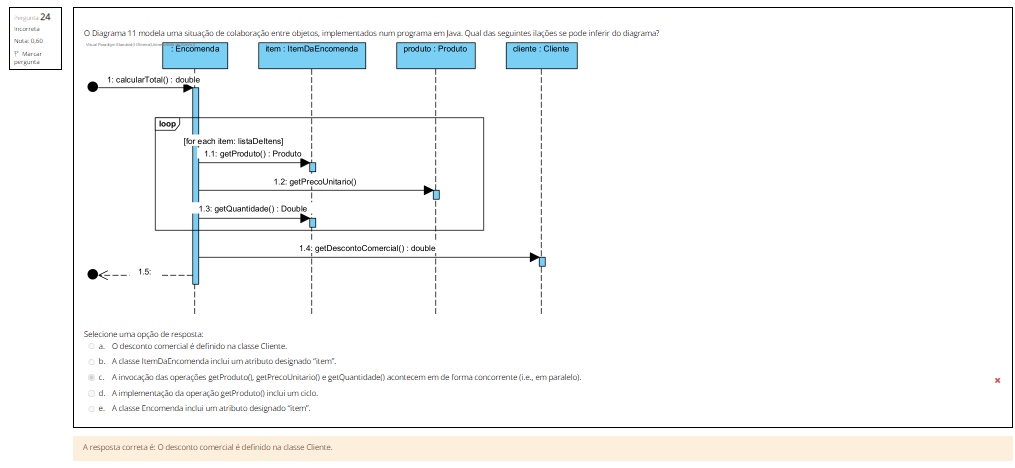 Pergunta 24
Incorreta
Nota: 0,60
Marcar
pergunta
O Diagrama 11 modela uma situação de colaboração entre objetos, implementados num programa em Java. Qual das seguintes ilações se pode inferir do diagrama?
Visual Paradigm Standard
: Encomenda
item : ItemDaEncomenda
produto : Produto
cliente : Cliente
1: calcularTotal() : double
loop
[for each item: listaDeItens]
1.1: getProduto() : Produto
1.2: getPrecoUnitario()
1.3: getQuantidade() : Double
1.4: getDescontoComercial() : double
1.5:
Selecione uma opção de resposta:
a. O desconto comercial é definido na classe Cliente.
b. A classe ItemDaEncomenda inclui um atributo designado “item”.
c. A invocação das operações getProduto(), getPrecoUnitario() e getQuantidade() acontecem em de forma concorrente (i.e., em paralelo).
d. A implementação da operação getProduto() inclui um ciclo.
e. A classe Encomenda inclui um atributo designado “item”.
A resposta correta é: O desconto comercial é definido na classe Cliente.